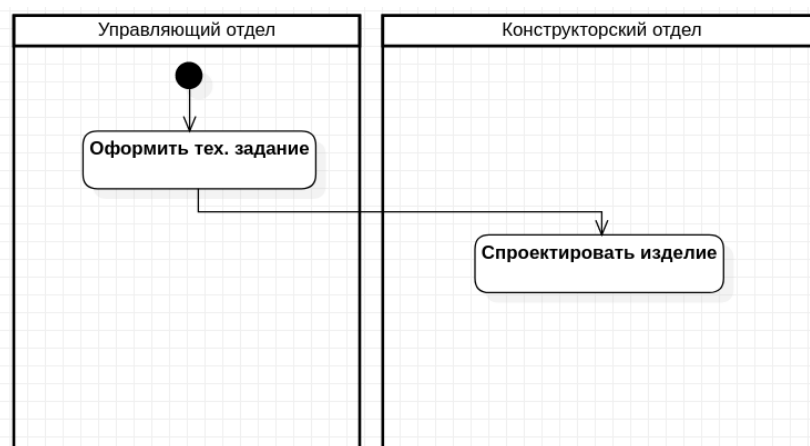 Управляющий отдел
Конструкторский отдел
Оформить тех. задание
Спроектировать изделие